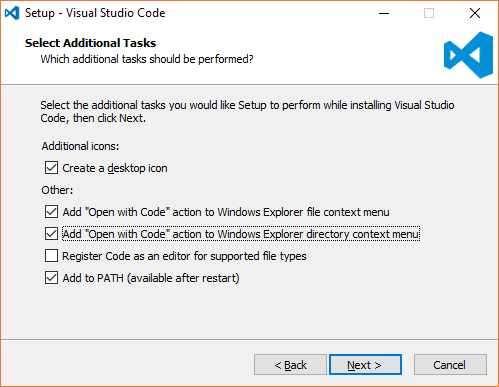 Setup - Visual Studio Code
Select Additional Tasks
Which additional tasks should be performed?
Select the additional tasks you would like Setup to perform while installing Visual Studio
Code, then click Next.
Additional icons:
Create a desktop icon
Other:
Add "Open with Code" action to Windows Explorer file context menu
Add "Open with Code" action to Windows Explorer directory context menu
Register Code as an editor for supported file types
Add to PATH (available after restart)
< Back
Next >
Cancel